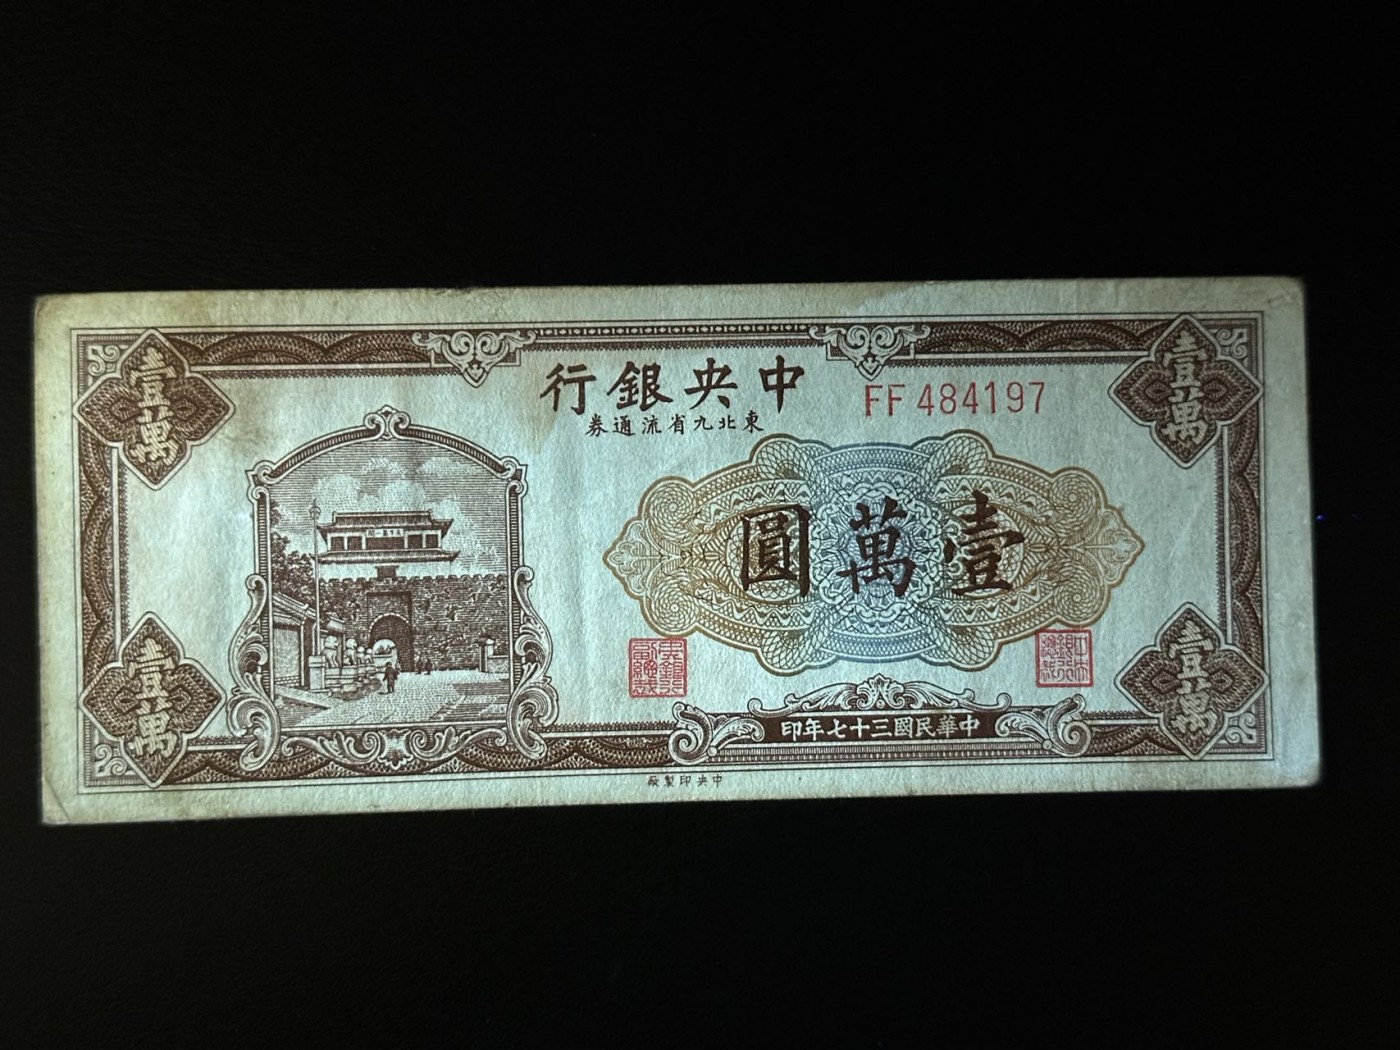 中央銀行
東北九省流通券
FF 484197
壹萬圓
壹萬
壹萬
壹萬
壹萬
中華民國三十七年印
中央印製廠